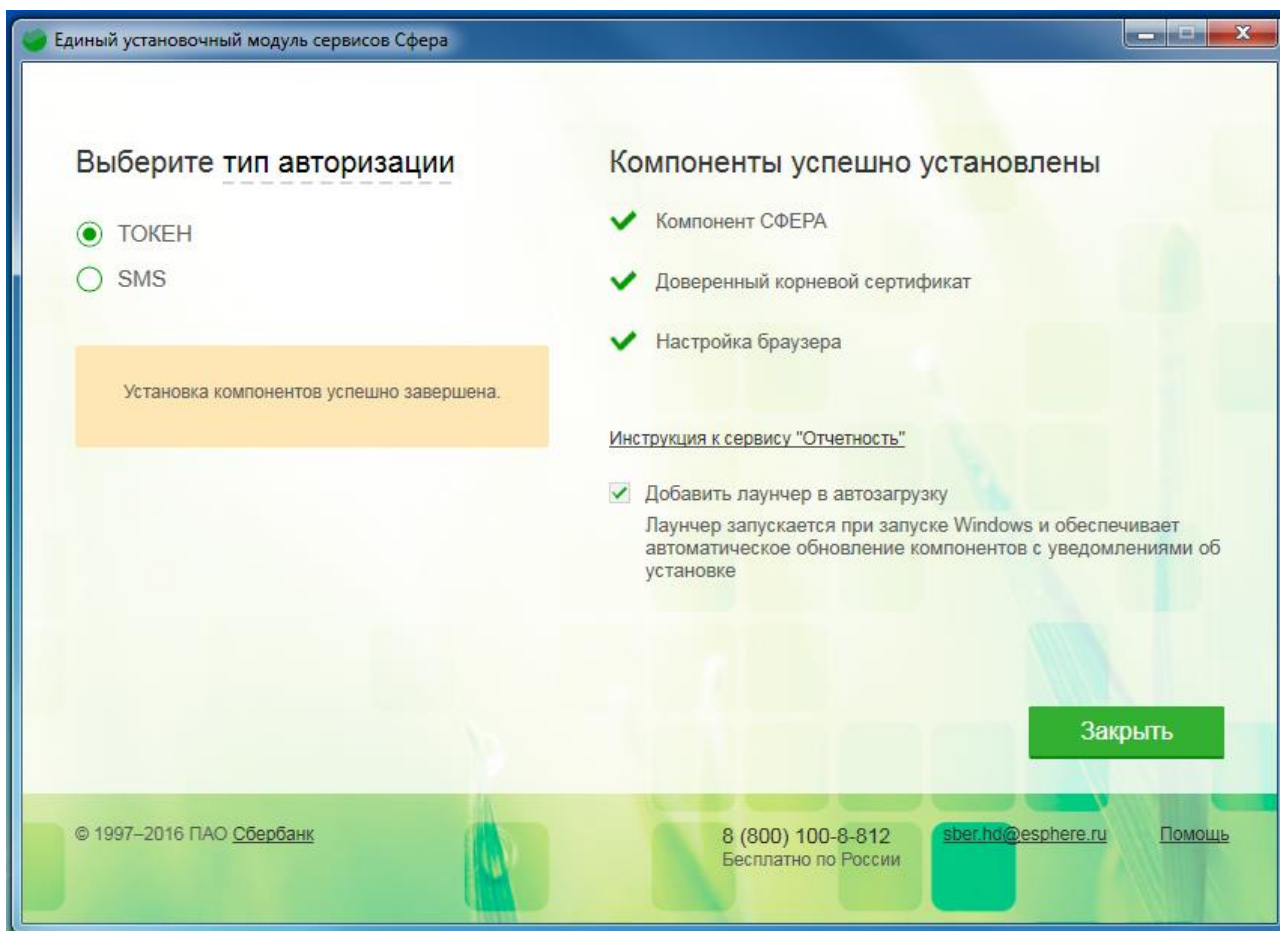 Единый установочный модуль сервисов Сфера
Выберите тип авторизации
ТОКЕН
SMS
Установка компонентов успешно завершена.
Компоненты успешно установлены
Компонент СФЕРА
Доверенный корневой сертификат
Настройка браузера
Инструкция к сервису "Отчетность"
Добавить лаунчер в автозагрузку
Лаунчер запускается при запуске Windows и обеспечивает
автоматическое обновление компонентов с уведомлениями об
установке
Закрыть
© 1997–2016 ПАО Сбербанк
8 (800) 100-8-812
Бесплатно по России
sber.hd@esphere.ru
Помощь